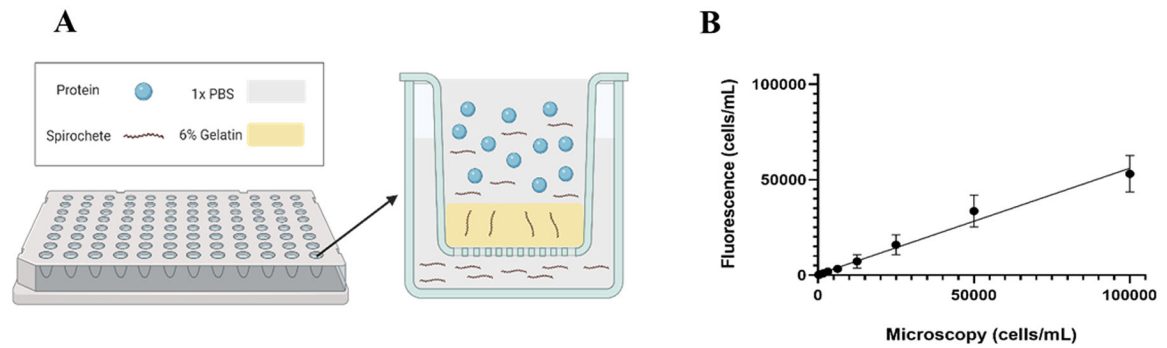 A
B
Protein
1x PBS
Spirochete
6% Gelatin
Fluorescence (cells/mL)
100000
50000
0
0
50000
100000
Microscopy (cells/mL)